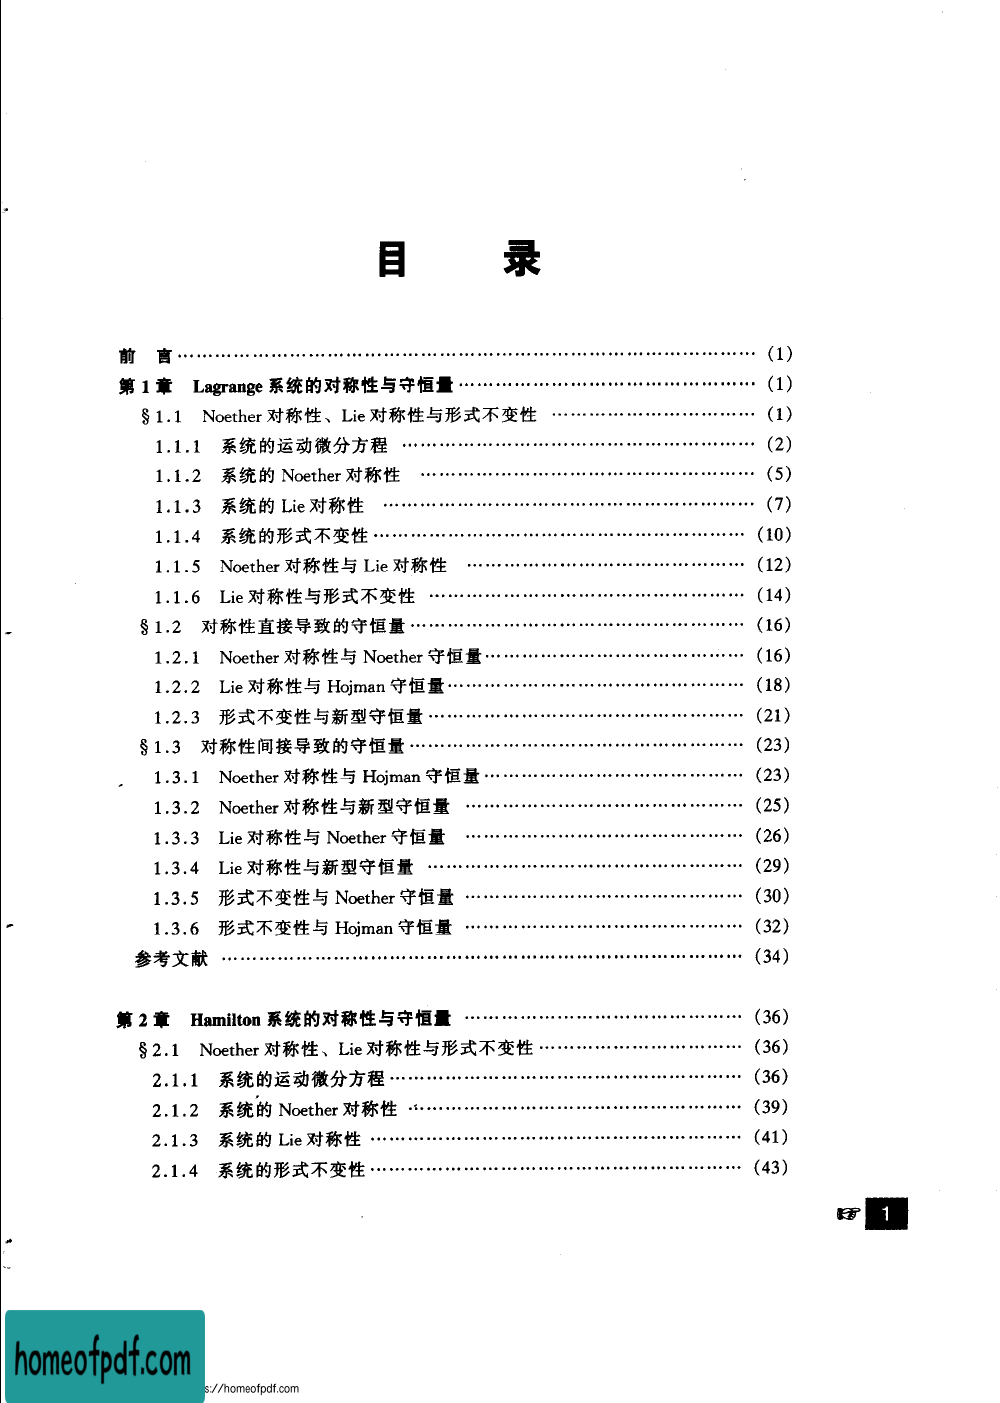 目 录
前 言 …… (1)
第 1 章 Lagrange 系统的对称性与守恒量 …… (1)
§1.1 Noether 对称性、Lie 对称性与形式不变性 …… (1)
1.1.1 系统的运动微分方程 …… (2)
1.1.2 系统的 Noether 对称性 …… (5)
1.1.3 系统的 Lie 对称性 …… (7)
1.1.4 系统的形式不变性 …… (10)
1.1.5 Noether 对称性与 Lie 对称性 …… (12)
1.1.6 Lie 对称性与形式不变性 …… (14)
§1.2 对称性直接导致的守恒量 …… (16)
1.2.1 Noether 对称性与 Noether 守恒量 …… (16)
1.2.2 Lie 对称性与 Hojman 守恒量 …… (18)
1.2.3 形式不变性与新型守恒量 …… (21)
§1.3 对称性间接导致的守恒量 …… (23)
1.3.1 Noether 对称性与 Hojman 守恒量 …… (23)
1.3.2 Noether 对称性与新型守恒量 …… (25)
1.3.3 Lie 对称性与 Noether 守恒量 …… (26)
1.3.4 Lie 对称性与新型守恒量 …… (29)
1.3.5 形式不变性与 Noether 守恒量 …… (30)
1.3.6 形式不变性与 Hojman 守恒量 …… (32)
参考文献 …… (34)
第 2 章 Hamilton 系统的对称性与守恒量 …… (36)
§2.1 Noether 对称性、Lie 对称性与形式不变性 …… (36)
2.1.1 系统的运动微分方程 …… (36)
2.1.2 系统的 Noether 对称性 …… (39)
2.1.3 系统的 Lie 对称性 …… (41)
2.1.4 系统的形式不变性 …… (43)
☞ 1
homeofpdf.com
s://homeofpdf.com